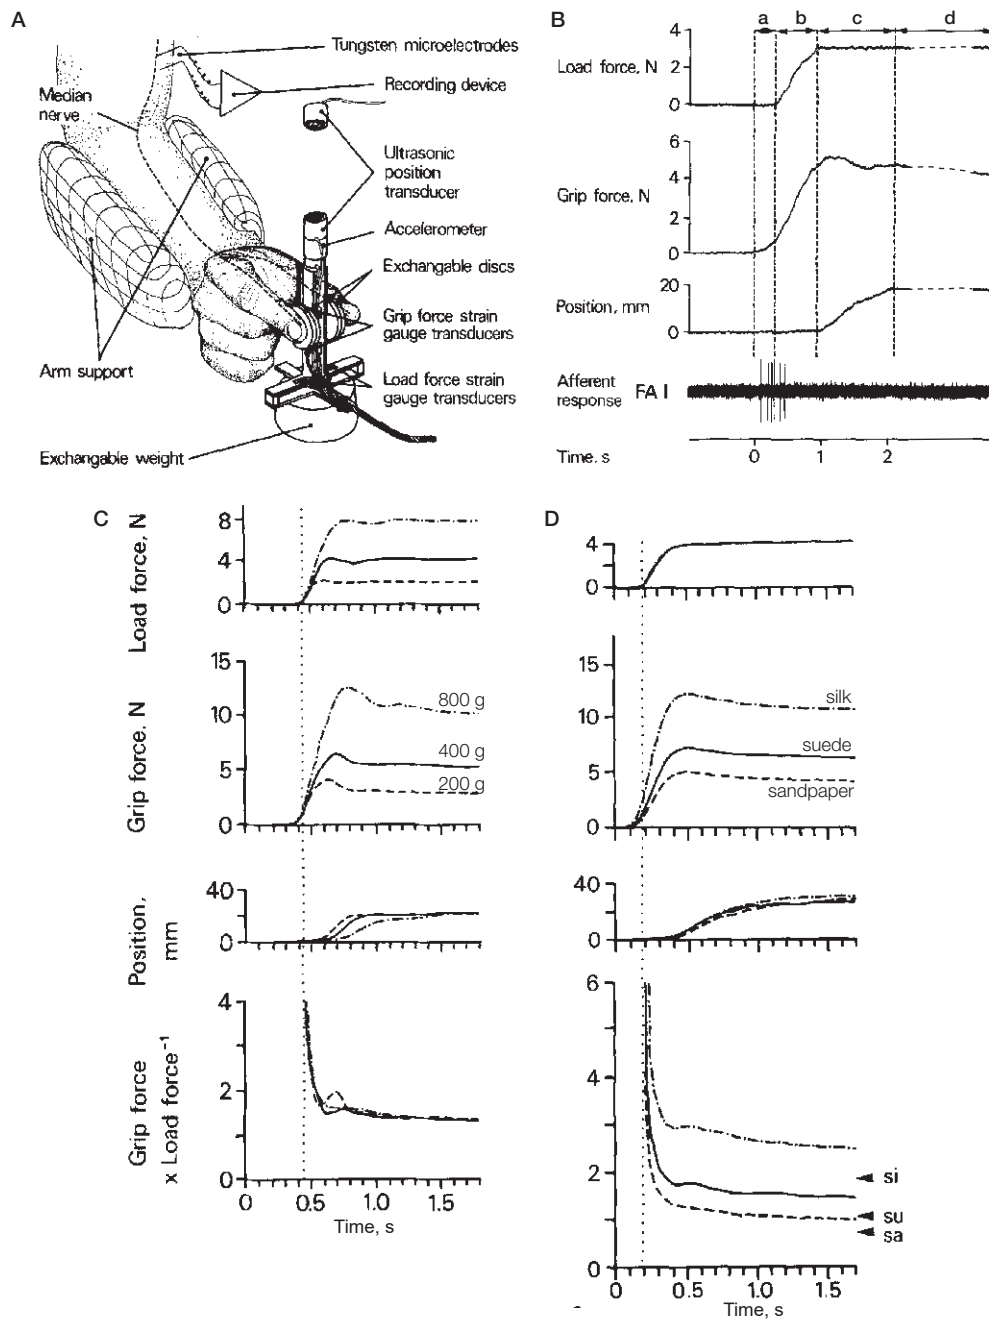 A
Tungsten microelectrodes
Recording device
Median
nerve
Ultrasonic
position
transducer
Accelerometer
Exchangable discs
Grip force strain
gauge transducers
Arm support
Load force strain
gauge transducers
Exchangable weight
B
a b c d
Load force, N
4
2
0
Grip force, N
6
4
2
0
Position, mm
20
0
Afferent
response
FA I
Time, s
0 1 2
C
Load force, N
8
4
0
Grip force, N
15
10
5
0
800 g
400 g
200 g
Position,
mm
40
0
Grip force
x Load force-1
4
2
0
0 0.5 1.0 1.5
Time, s
D
4
0
15
10
5
0
silk
suede
sandpaper
40
0
6
4
2
0
si
su
sa
0 0.5 1.0 1.5
Time, s